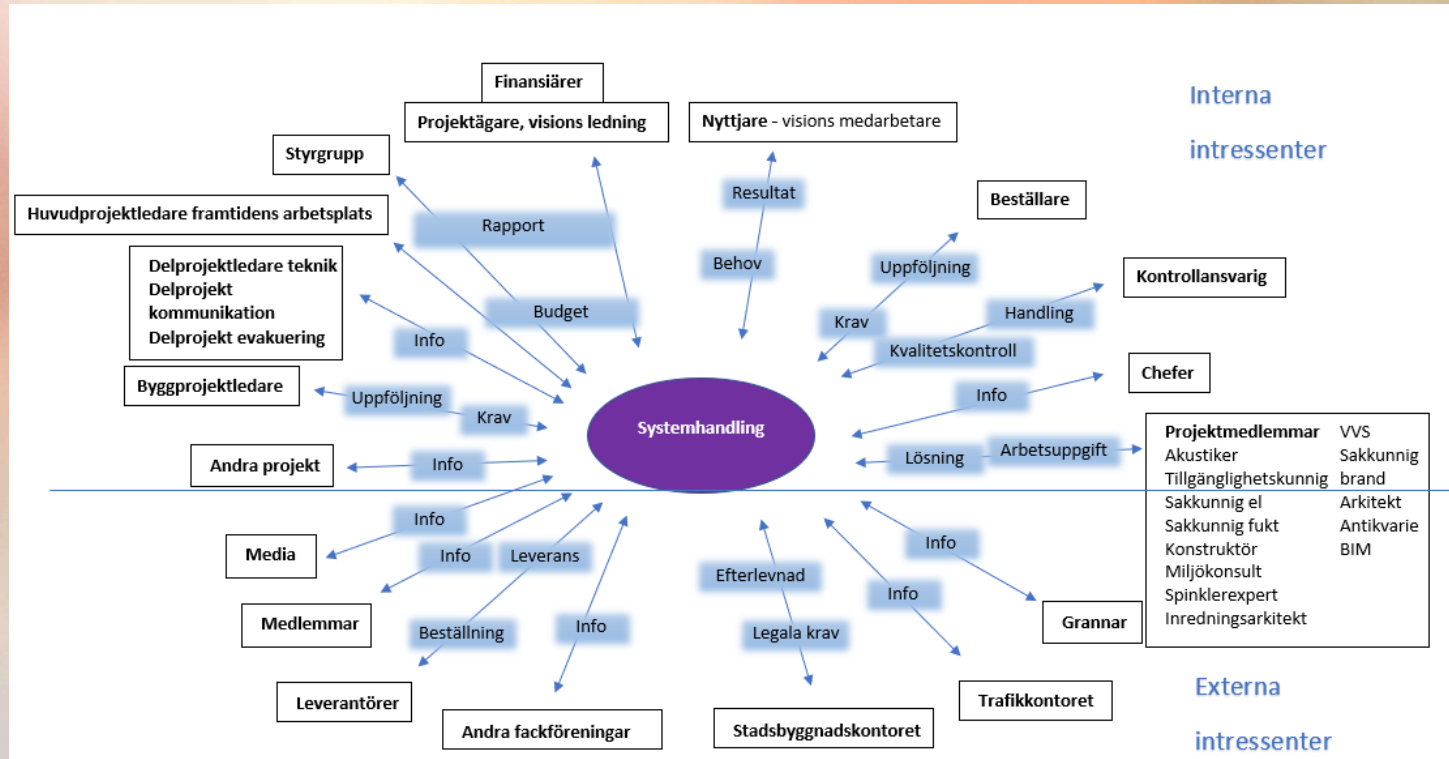 Finansiärer
Projektägare, visions ledning
Nyttjare - visions medarbetare
Interna
intressenter
Styrgrupp
Resultat
Beställare
Huvudprojektledare framtidens arbetsplats
Rapport
Delprojektledare teknik
Delprojekt
kommunikation
Delprojekt evakuering
Behov
Uppföljning
Kontrollansvarig
Budget
Info
Krav
Handling
Kvalitetskontroll
Byggprojektledare
Uppföljning
Krav
Info
Chefer
Systemhandling
Andra projekt
Info
Lösning
Arbetsuppgift
Projektmedlemmar VVS
Akustiker Sakkunnig
Tillgänglighetskunnig brand
Sakkunnig el Arkitekt
Sakkunnig fukt Antikvarie
Konstruktör BIM
Miljökonsult
Spinklerexpert
Inredningsarkitekt
Info
Media
Info
Leverans
Efterlevnad
Info
Info
Medlemmar
Beställning
Info
Legala krav
Grannar
Leverantörer
Andra fackföreningar
Stadsbyggnadskontoret
Trafikkontoret
Externa
intressenter